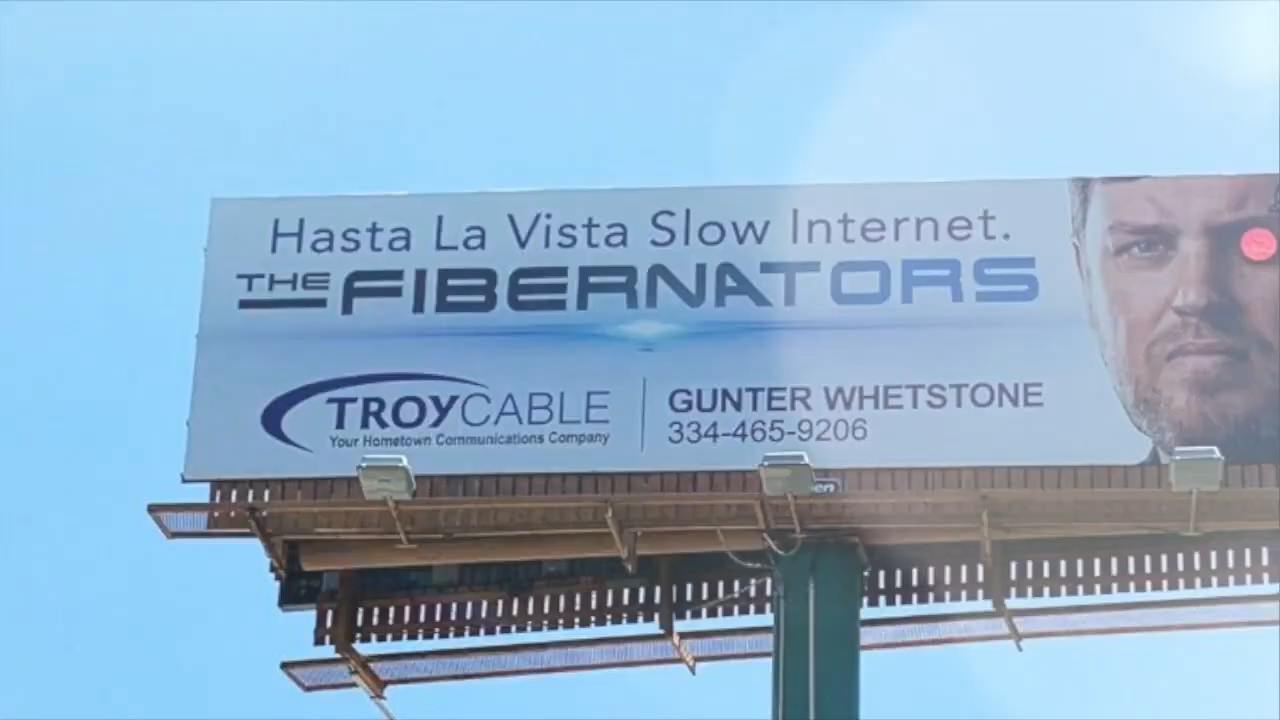 Hasta La Vista Slow Internet.
THE FIBERNATORS
TROYCABLE
Your Hometown Communications Company
GUNTER WHETSTONE
334-465-9206